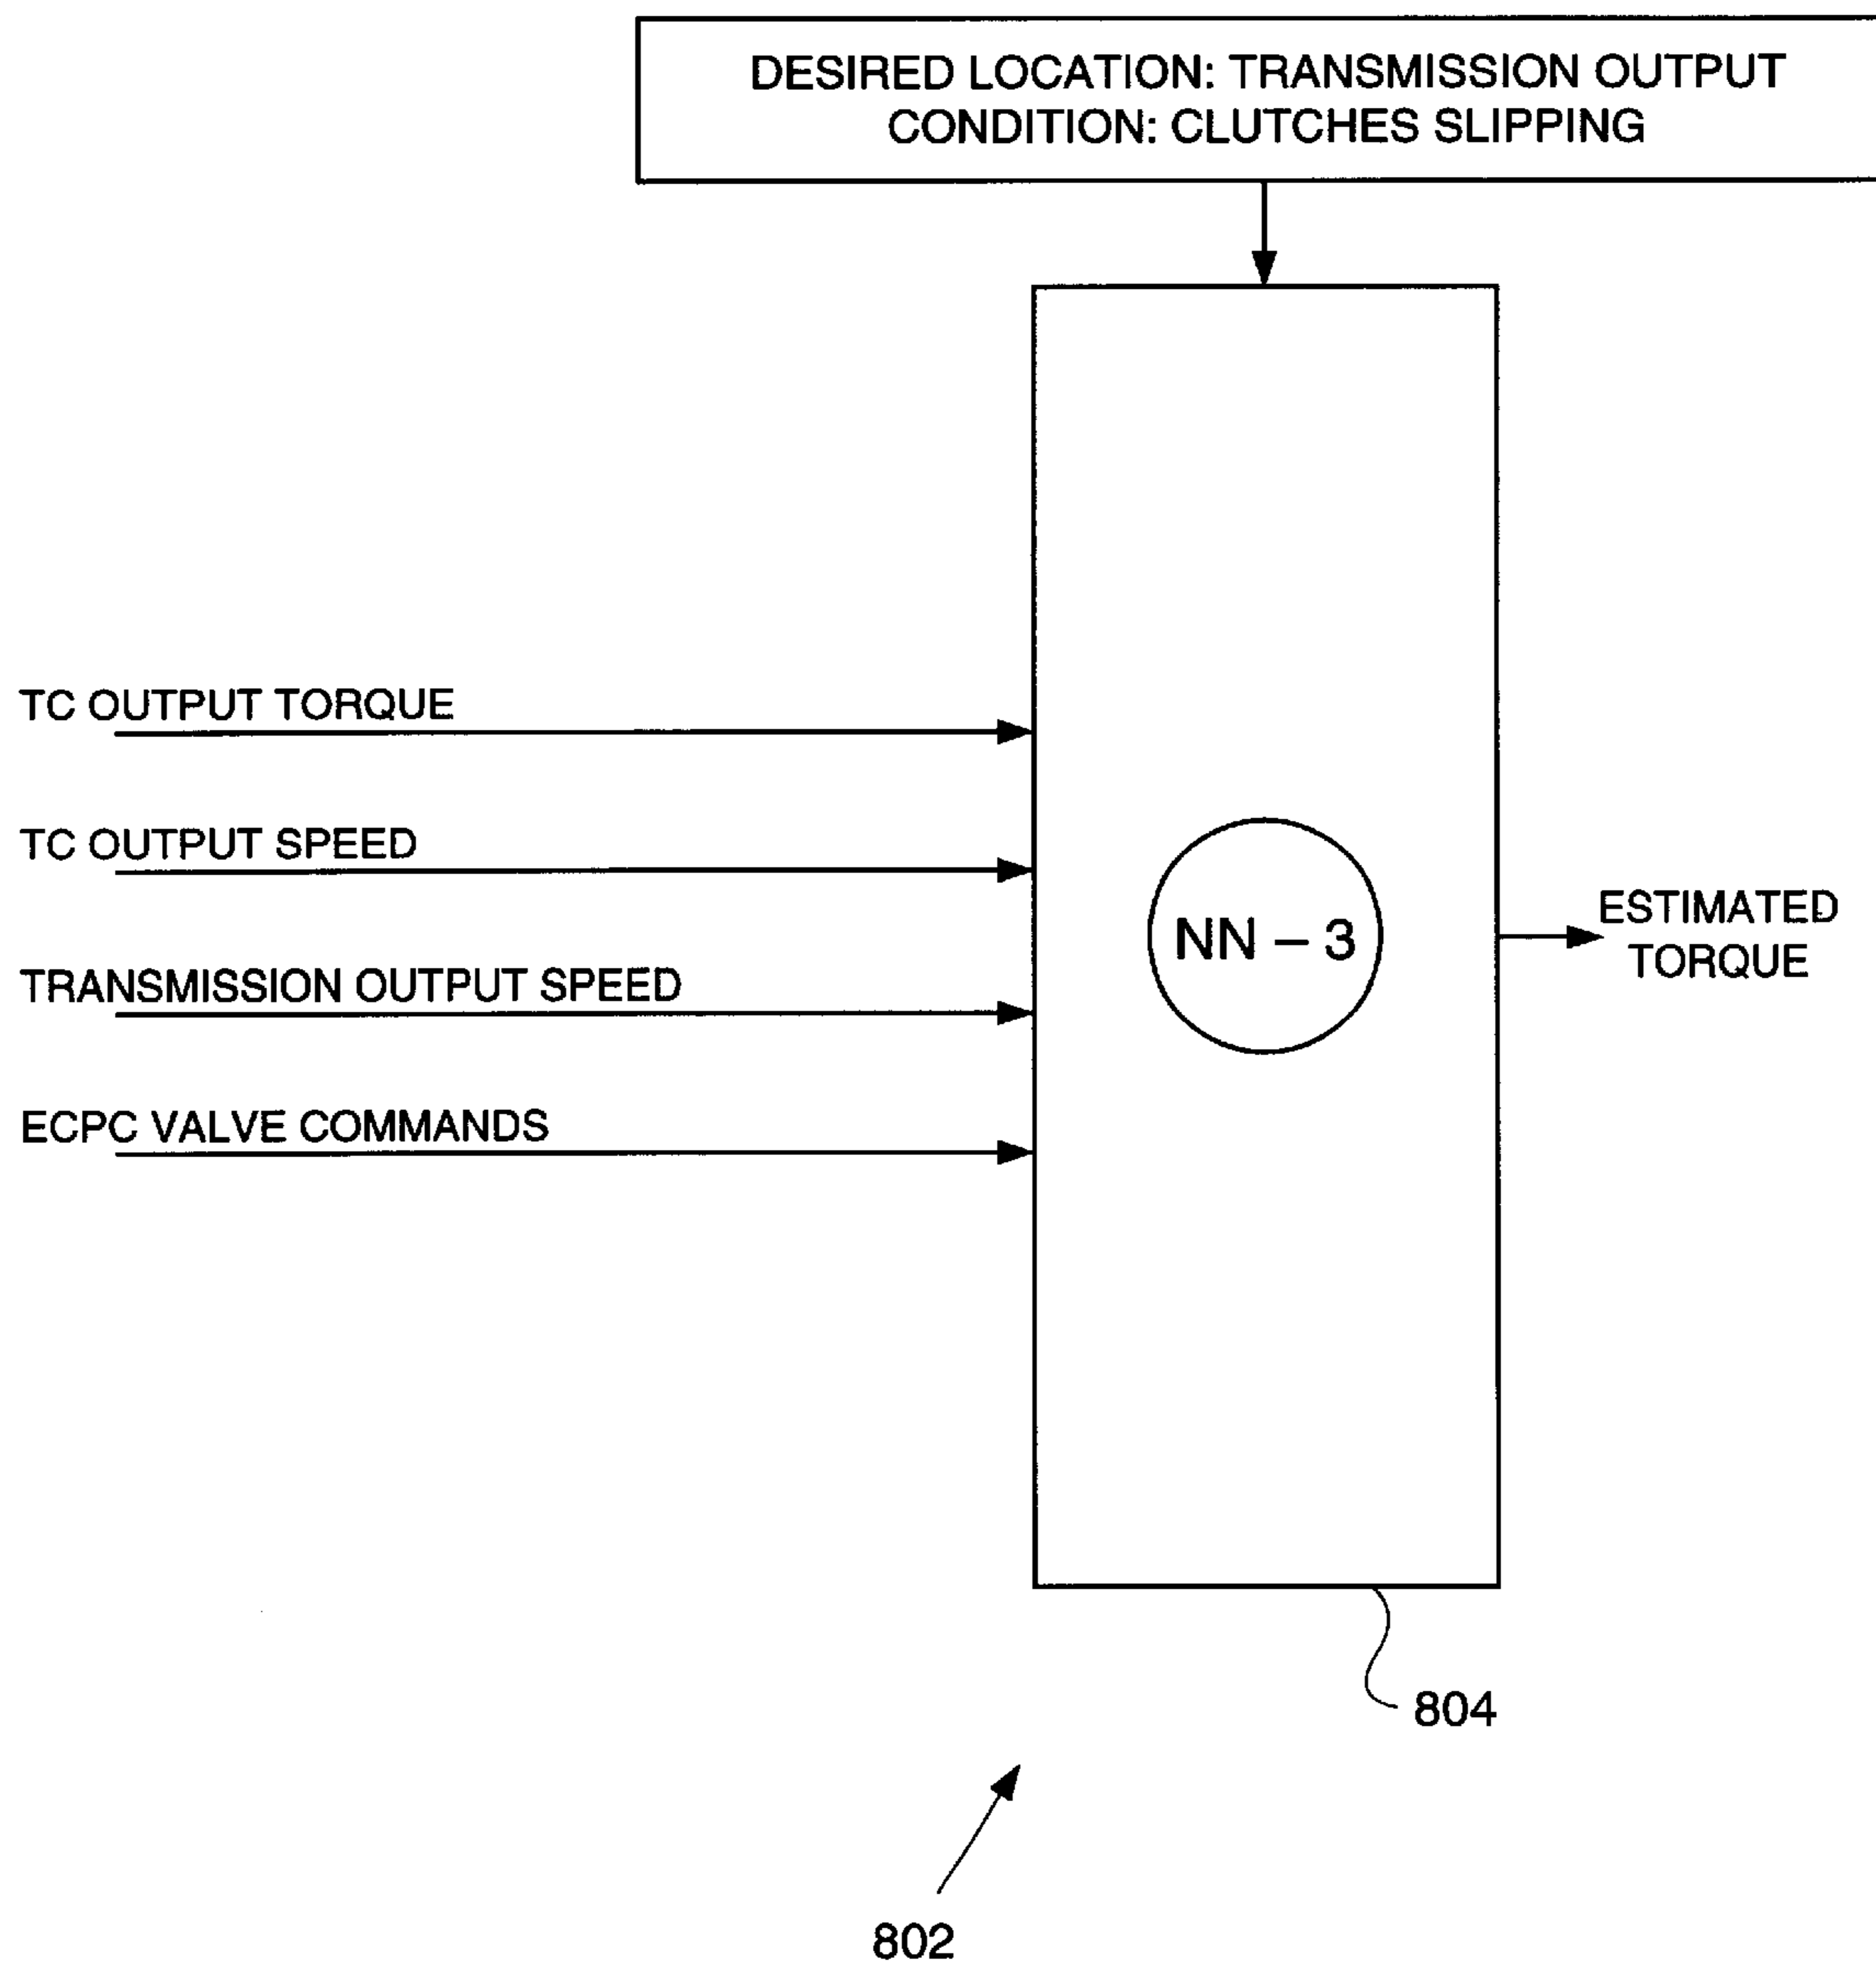 DESIRED LOCATION: TRANSMISSION OUTPUT
CONDITION: CLUTCHES SLIPPING
TC OUTPUT TORQUE
TC OUTPUT SPEED
TRANSMISSION OUTPUT SPEED
ECPC VALVE COMMANDS
NN – 3
ESTIMATED
TORQUE
804
802